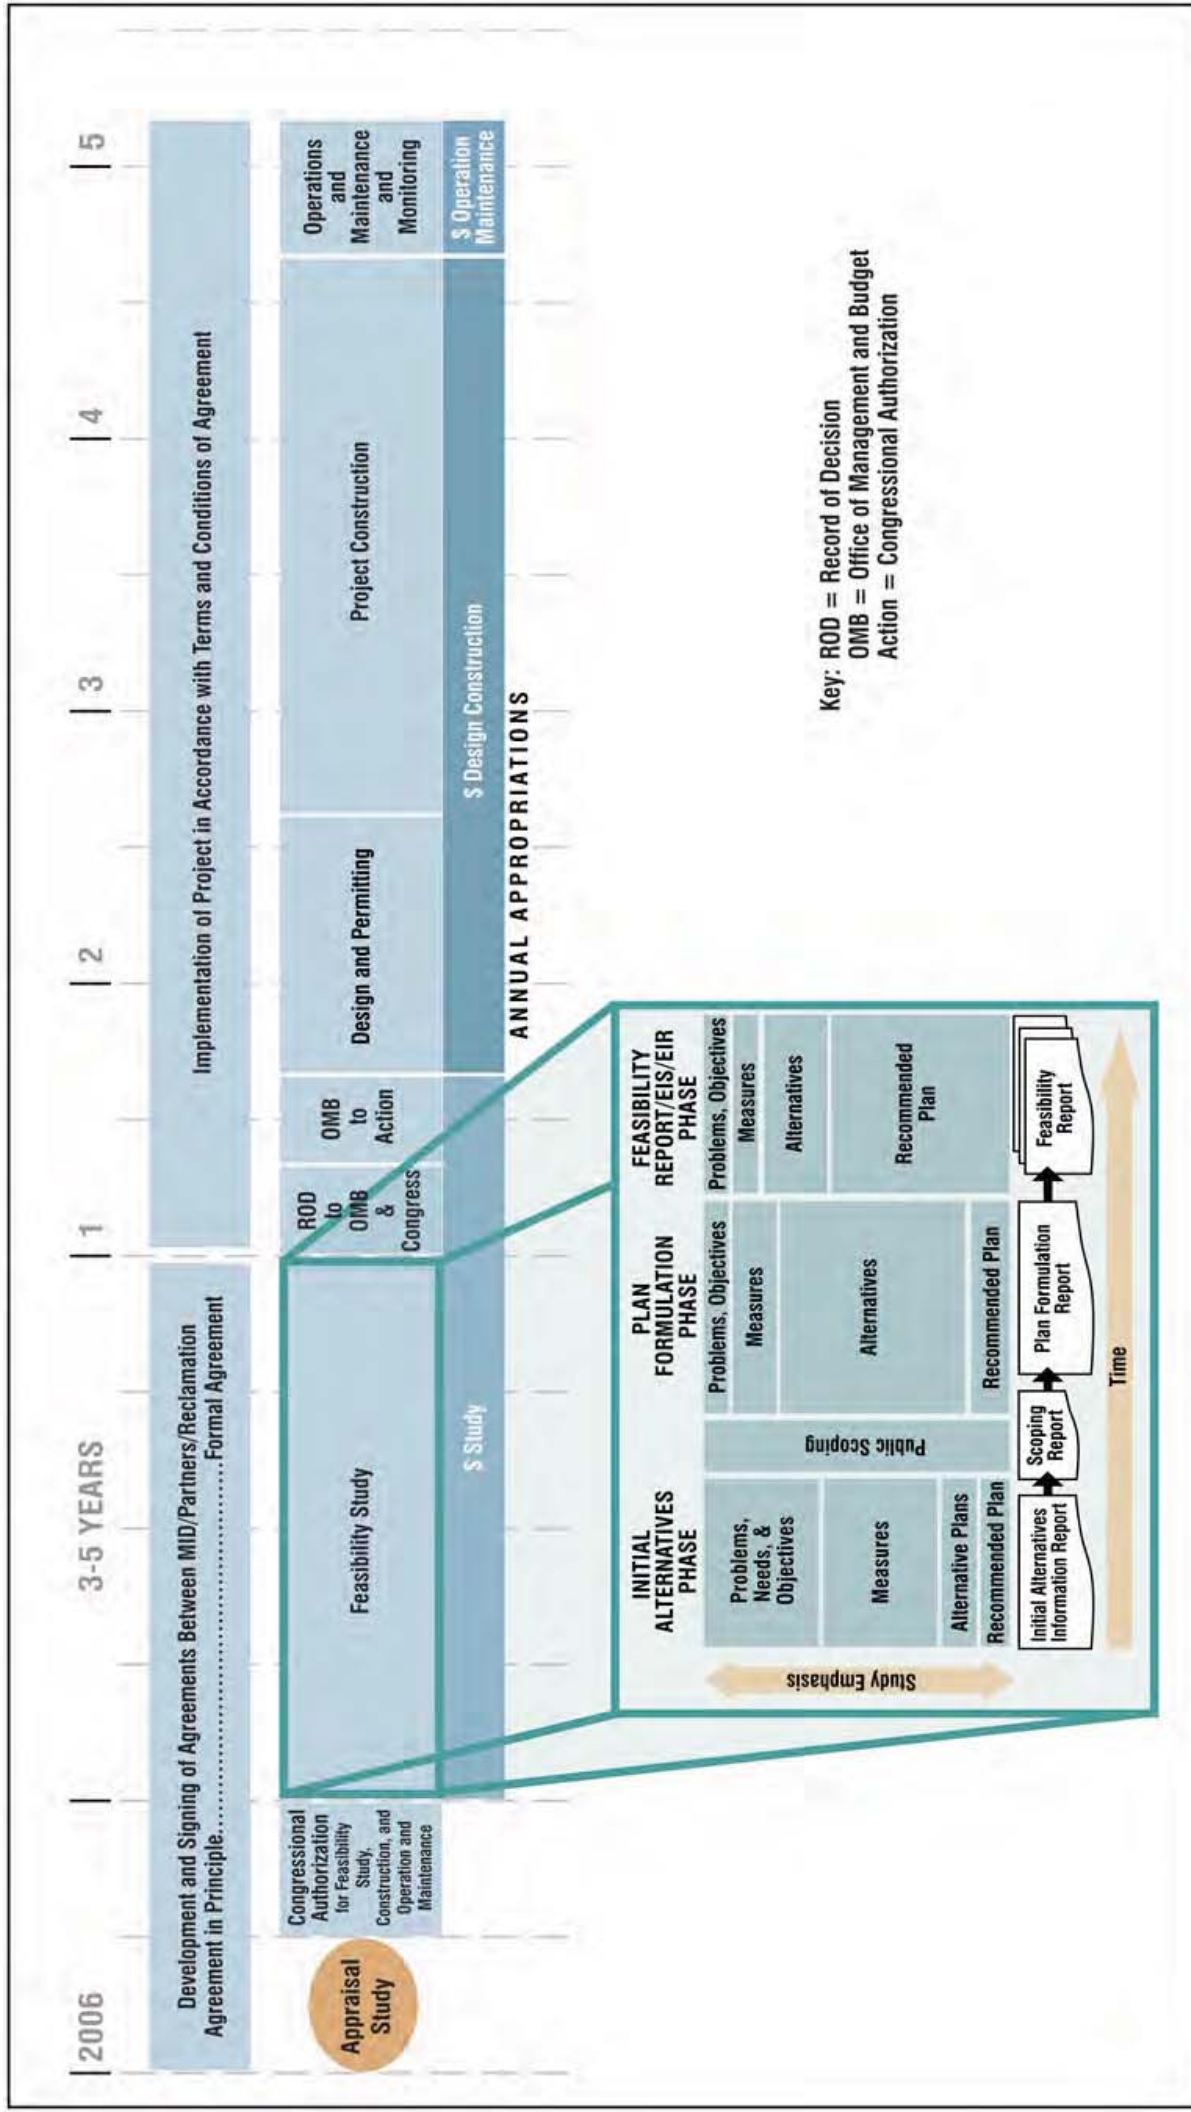 2006
3-5 YEARS
1
2
3
4
5
Development and Signing of Agreements Between MID/Partners/Reclamation
Agreement in Principle..............................................Formal Agreement
Implementation of Project in Accordance with Terms and Conditions of Agreement
Appraisal
Study
Congressional
Authorization
for Feasibility
Study,
Construction, and
Operation and
Maintenance
Feasibility Study
ROD
to
OMB
&
Congress
OMB
to
Action
Design and Permitting
Project Construction
Operations
and
Maintenance
and
Monitoring
$ Study
$ Design Construction
$ Operation
Maintenance
ANNUAL APPROPRIATIONS
Study Emphasis
INITIAL
ALTERNATIVES
PHASE
Problems,
Needs, &
Objectives
Measures
Alternative Plans
Recommended Plan
Initial Alternatives
Information Report
Public Scoping
Scoping
Report
PLAN
FORMULATION
PHASE
Problems, Objectives
Measures
Alternatives
Recommended Plan
Plan Formulation
Report
FEASIBILITY
REPORT/EIS/EIR
PHASE
Problems, Objectives
Measures
Alternatives
Recommended
Plan
Feasibility
Report
Time
Key: ROD = Record of Decision
OMB = Office of Management and Budget
Action = Congressional Authorization